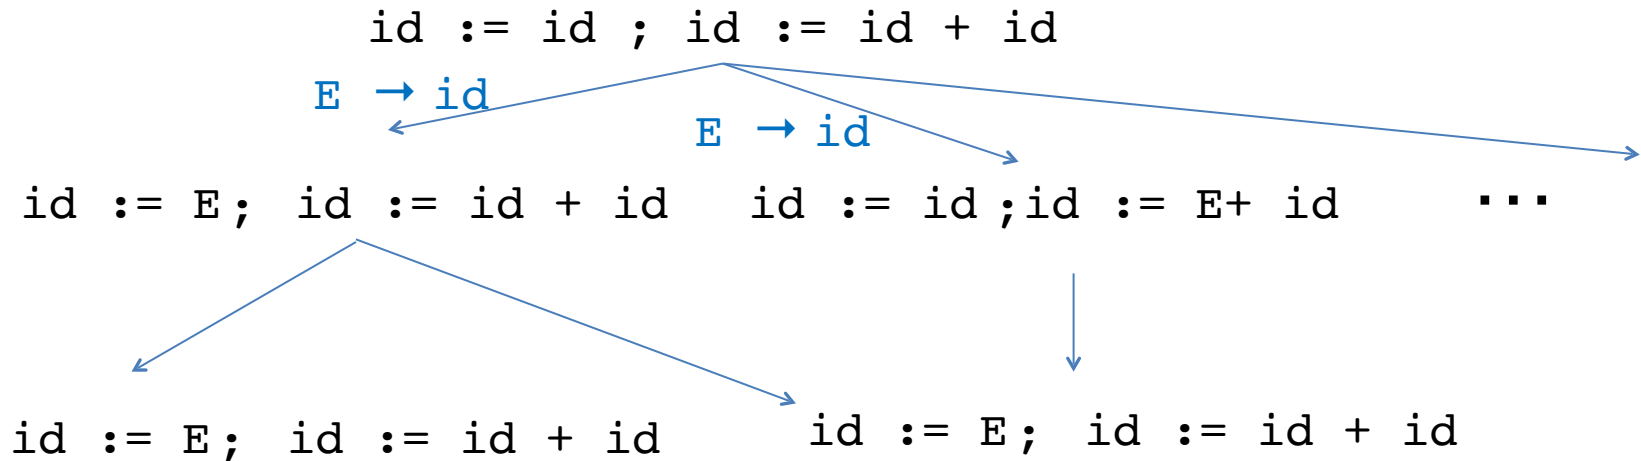 id := id ; id := id + id
E → id
E → id
id := E; id := id + id
id := id ;id := E+ id
...
id := E; id := id + id
id := E; id := id + id